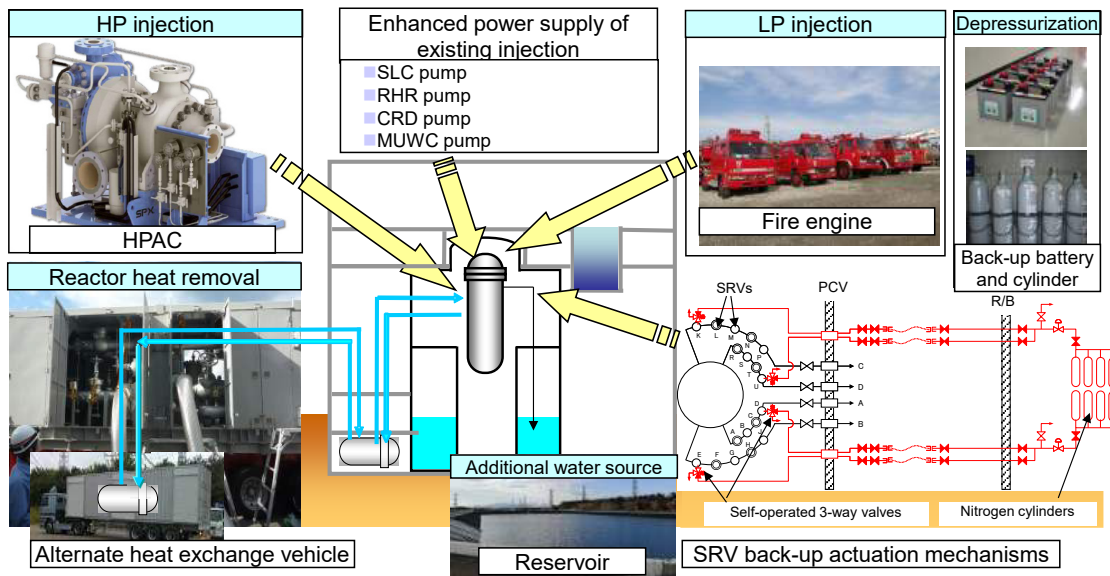 HP injection
SPX
HPAC
Enhanced power supply of
existing injection
SLC pump
RHR pump
CRD pump
MUWC pump
LP injection
Fire engine
Depressurization
Back-up battery
and cylinder
Reactor heat removal
Alternate heat exchange vehicle
Additional water source
Reservoir
SRVs
PCV
R/B
K
L
M
N
P
R
S
T
U
C
D
A
B
D
C
B
A
J
H
G
F
E
Self-operated 3-way valves
Nitrogen cylinders
SRV back-up actuation mechanisms